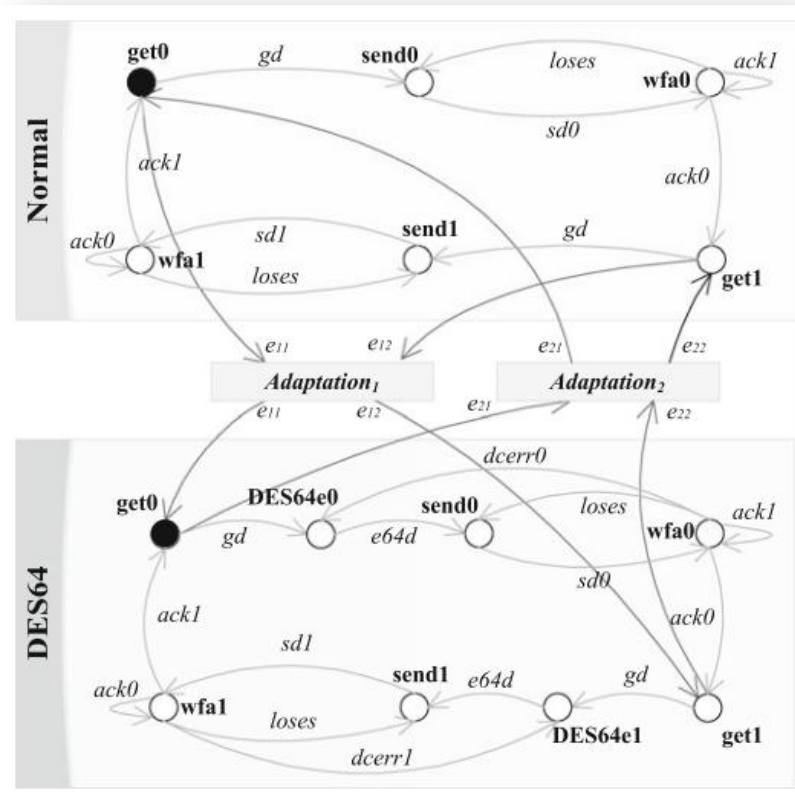 Normal
get0
gd
send0
loses
wfa0
ack1
sd0
ack1
ack0
ack0
wfa1
sd1
loses
send1
gd
get1
e11
e12
e21
e22
Adaptation1
Adaptation2
e11
e12
e21
e22
DES64
get0
gd
DES64e0
e64d
send0
dcerr0
loses
wfa0
ack1
sd0
ack1
ack0
ack0
wfa1
sd1
loses
dcerr1
send1
e64d
DES64e1
gd
get1